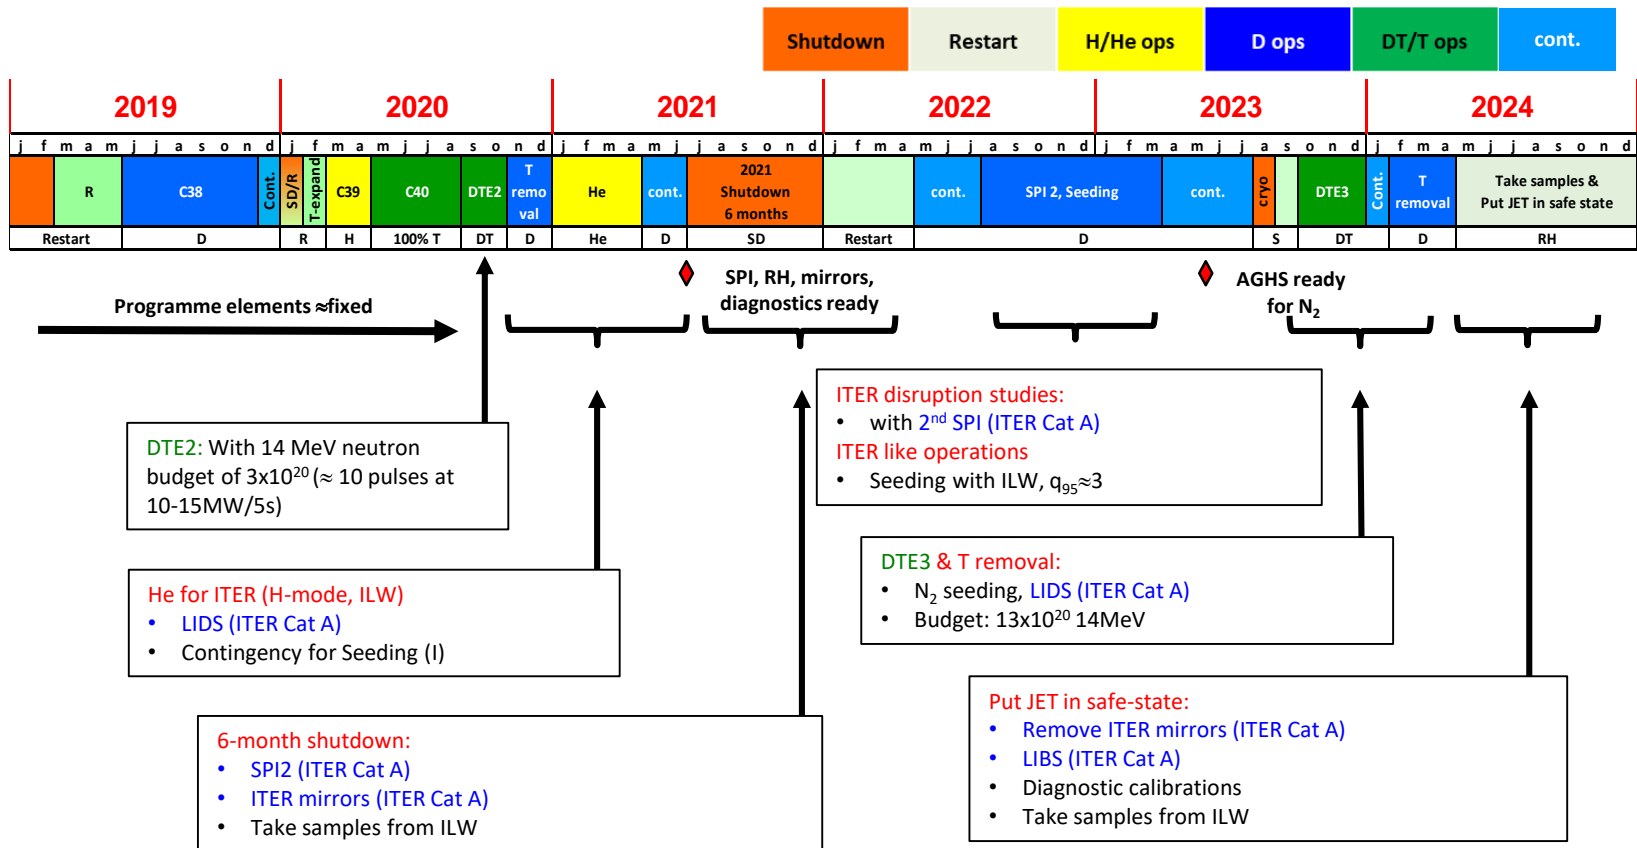 Shutdown Restart H/He ops D ops DT/T ops cont.
2019 2020 2021 2022 2023 2024
j f m a m j j a s o n d j f m a m j j a s o n d j f m a m j j a s o n d j f m a m j j a s o n d j f m a m j j a s o n d j f m a m j j a s o n d
R C38 Cont. SD/R T-expand C39 C40 DTE2 T remo val He cont. 2021 Shutdown 6 months cont. SPI 2, Seeding cont. cryo DTE3 Cont. T removal Take samples & Put JET in safe state
Restart D R H 100% T DT D He D SD Restart D S DT D RH
Programme elements ≈fixed
SPI, RH, mirrors,
diagnostics ready
AGHS ready
for N₂
DTE2: With 14 MeV neutron
budget of 3x10²⁰ (≈ 10 pulses at
10-15MW/5s)
ITER disruption studies:
• with 2ⁿᵈ SPI (ITER Cat A)
ITER like operations
• Seeding with ILW, q₉₅≈3
He for ITER (H-mode, ILW)
• LIDS (ITER Cat A)
• Contingency for Seeding (I)
DTE3 & T removal:
• N₂ seeding, LIDS (ITER Cat A)
• Budget: 13x10²⁰ 14MeV
6-month shutdown:
• SPI2 (ITER Cat A)
• ITER mirrors (ITER Cat A)
• Take samples from ILW
Put JET in safe-state:
• Remove ITER mirrors (ITER Cat A)
• LIBS (ITER Cat A)
• Diagnostic calibrations
• Take samples from ILW